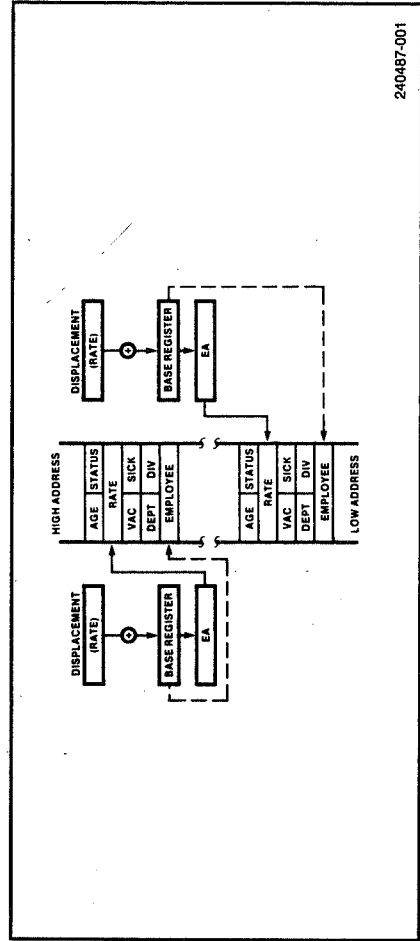 HIGH ADDRESS
DISPLACEMENT
(RATE)
+
BASE REGISTER
EA
AGE STATUS
RATE
VAC SICK
DEPT DIV
EMPLOYEE
DISPLACEMENT
(RATE)
+
BASE REGISTER
EA
AGE STATUS
RATE
VAC SICK
DEPT DIV
EMPLOYEE
LOW ADDRESS
240487-001